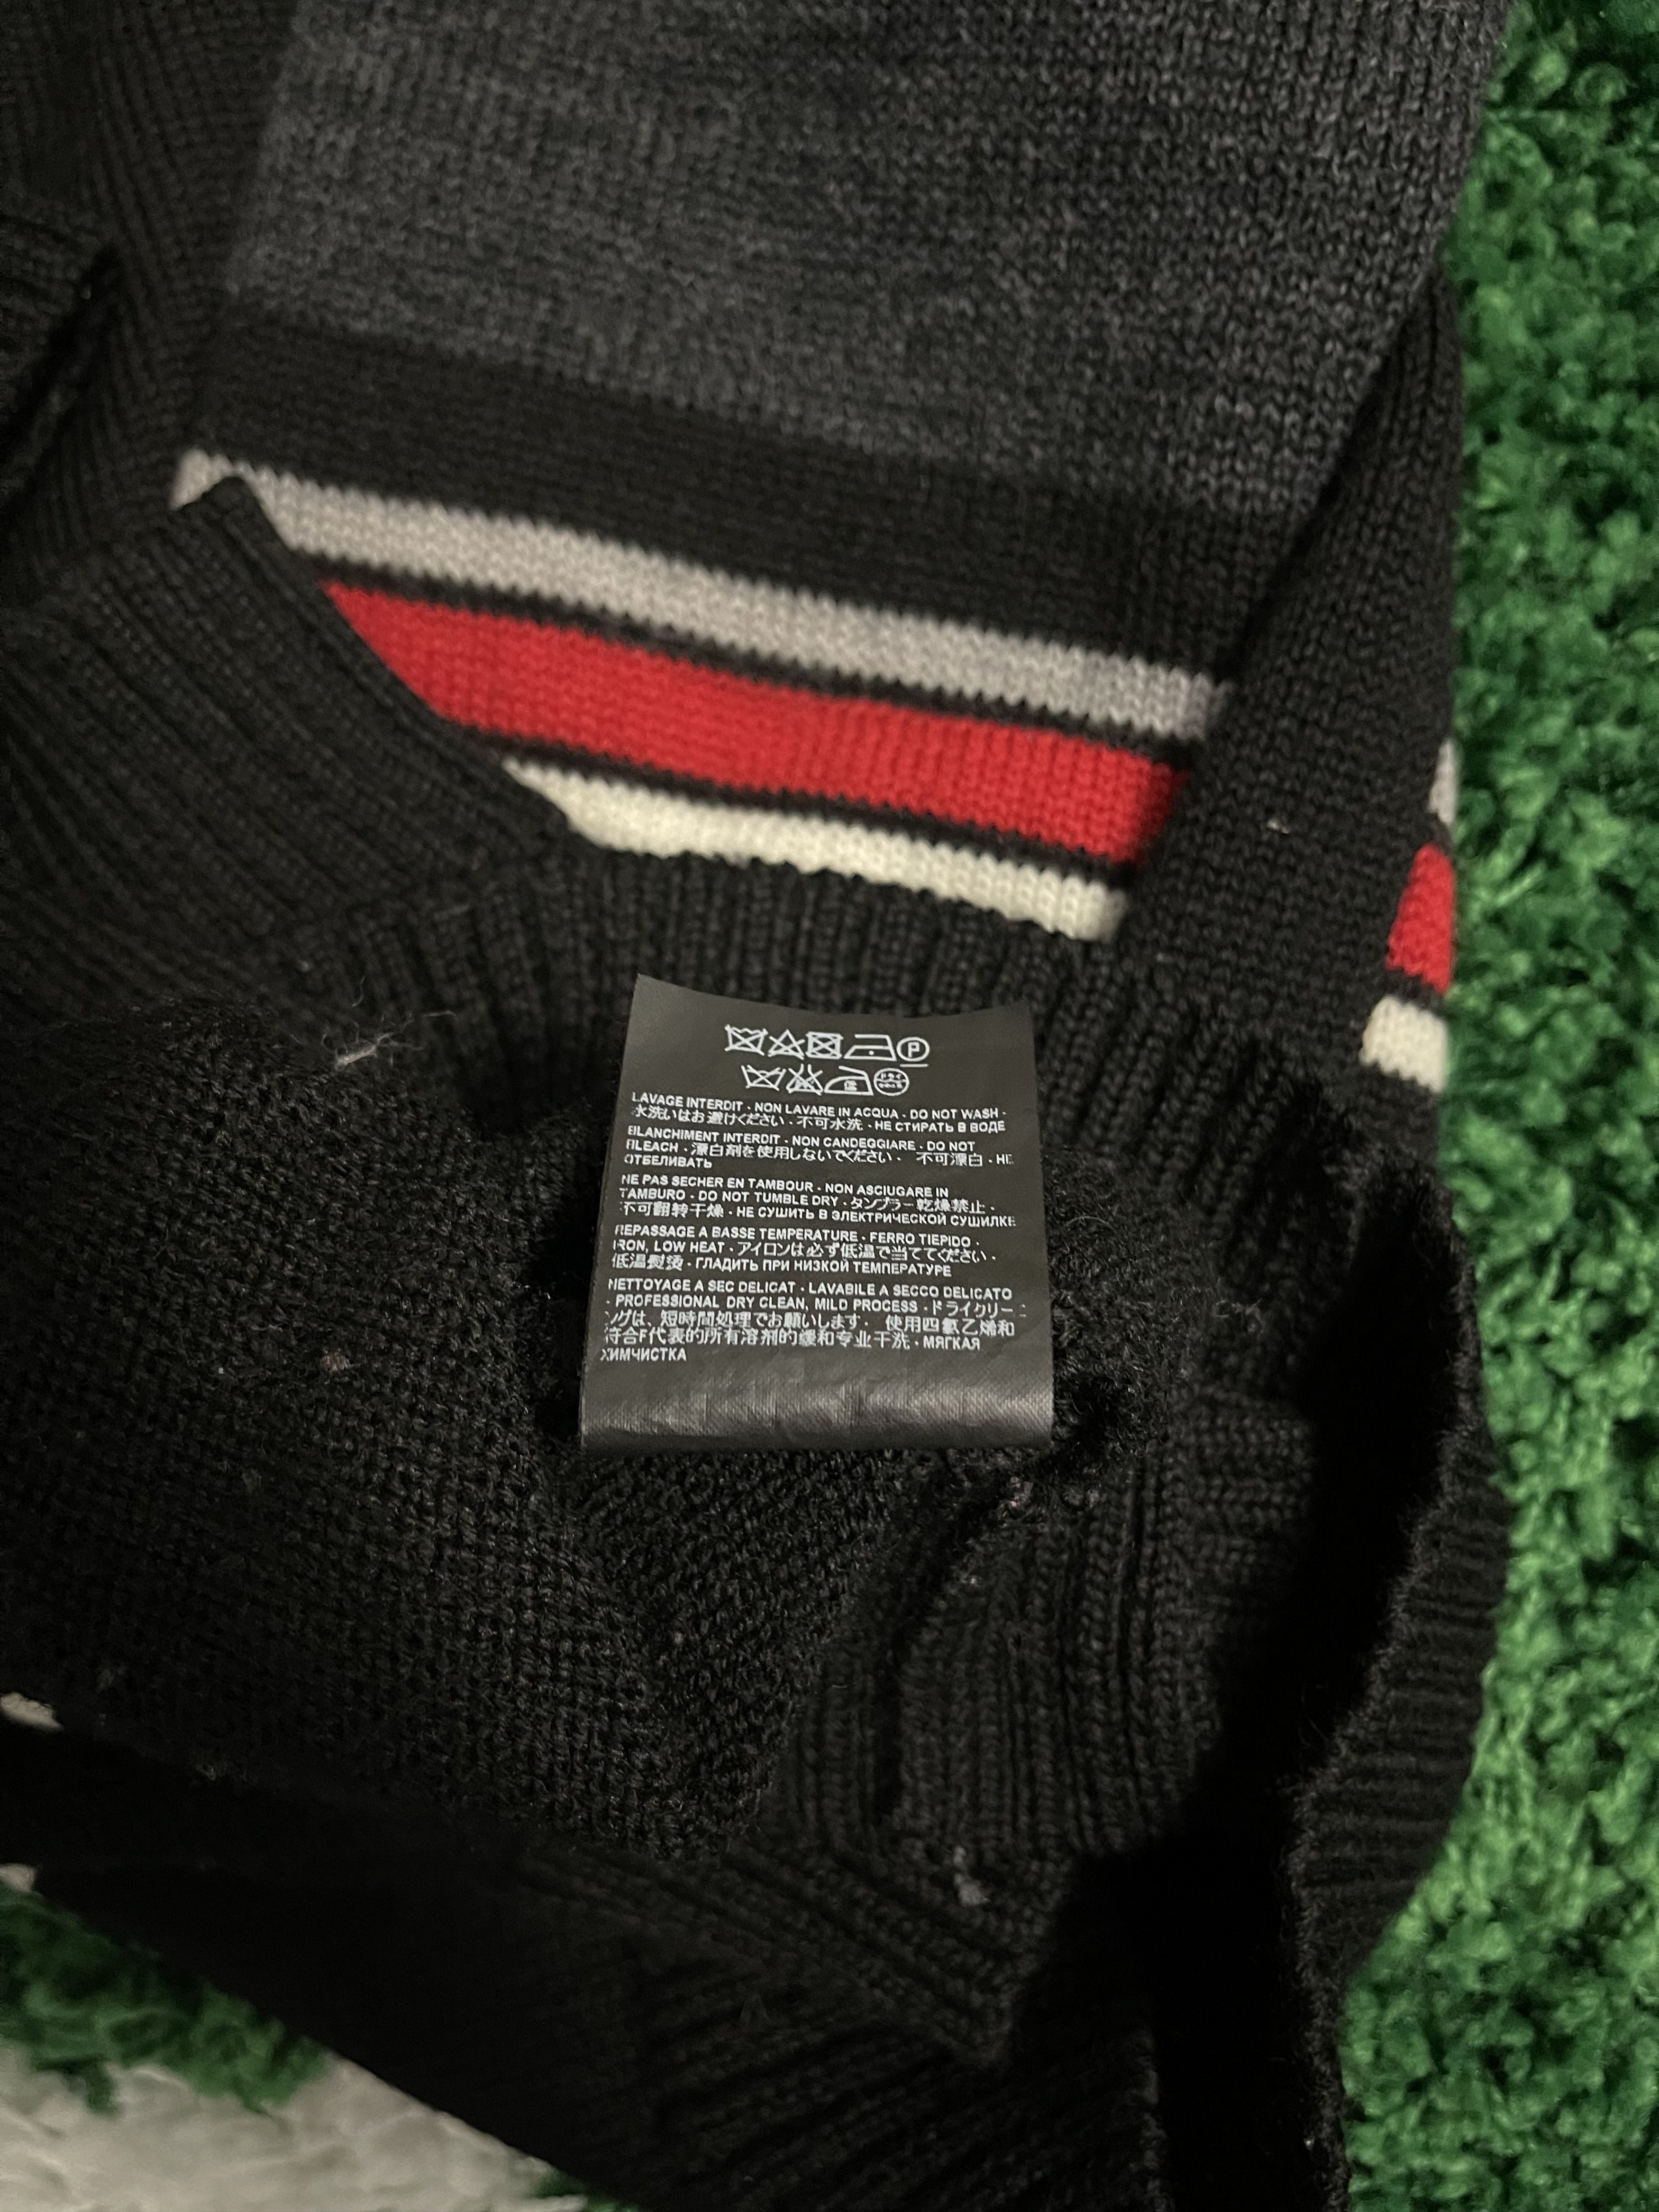 P
LAVAGE INTERDIT - NON LAVARE IN ACQUA - DO NOT WASH -
水洗いはお避けください - 不可水洗 - НЕ СТИРАТЬ В ВОДЕ
BLANCHIMENT INTERDIT - NON CANDEGGIARE - DO NOT
BLEACH - 漂白剤を使用しないでください - 不可漂白 - НЕ
ОТБЕЛИВАТЬ
NE PAS SECHER EN TAMBOUR - NON ASCIUGARE IN
TAMBURO - DO NOT TUMBLE DRY - タンブラー乾燥禁止 -
不可翻转干燥 - НЕ СУШИТЬ В ЭЛЕКТРИЧЕСКОЙ СУШИЛКЕ
REPASSAGE A BASSE TEMPERATURE - FERRO TIEPIDO -
IRON, LOW HEAT - アイロンは必ず低温で当ててください -
低温熨烫 - ГЛАДИТЬ ПРИ НИЗКОЙ ТЕМПЕРАТУРЕ
NETTOYAGE A SEC DELICAT - LAVABILE A SECCO DELICATO
- PROFESSIONAL DRY CLEAN, MILD PROCESS - ドライクリー
ングは、短時間処理でお願いします - 使用四氯乙烯和
符合F代表的所有溶剂的缓和专业干洗 - МЯГКАЯ
ХИМЧИСТКА